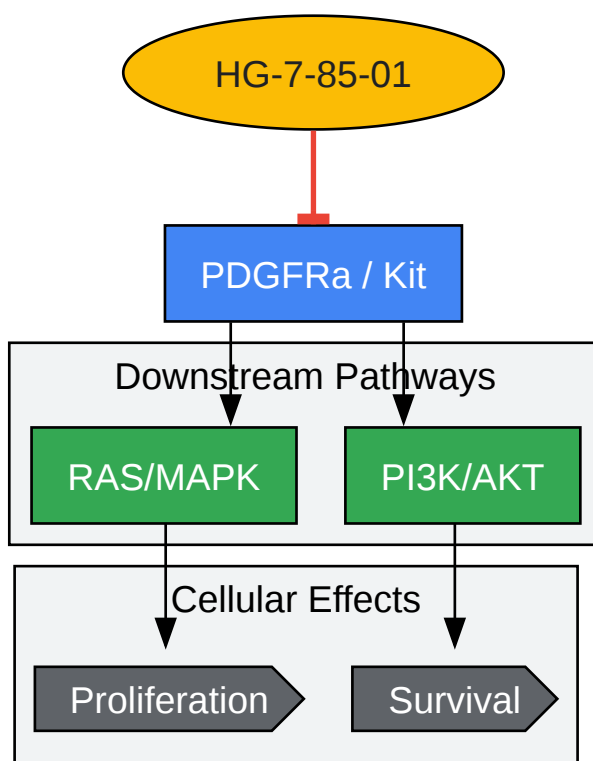 HG-7-85-01
PDGFRa / Kit
Downstream Pathways
RAS/MAPK
PI3K/AKT
Cellular Effects
Proliferation
Survival